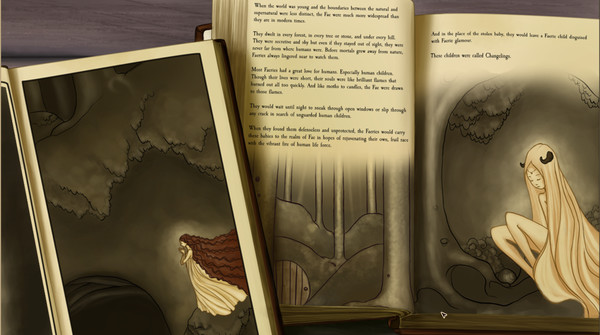 When the world was young and the boundaries between the natural and
supernatural were less distinct, the Fae were much more widespread than
they are in modern times.
They dwelt in every forest, in every tree or stone, and under every hill.
They were secretive and shy but even if they stayed out of sight, they were
never far from where humans were. Before mortals grew away from nature,
Faeries always lingered near to watch them.
Most Faeries had a great love for humans. Especially human children.
Though their lives were short, their souls were like brilliant flames that
burned out all too quickly. And like moths to candles, the Fae were drawn
to those flames.
They would wait until night to sneak through open windows or slip through
any crack in search of unguarded human children.
When they found them defenseless and unprotected, the Faeries would carry
these babies to the realm of Fae in hopes of rejuvenating their own, frail race
with the vibrant fire of human life force.
And in the place of the stolen baby, they would leave a Faerie child disguised
with Faerie glamour.
These children were called Changelings.